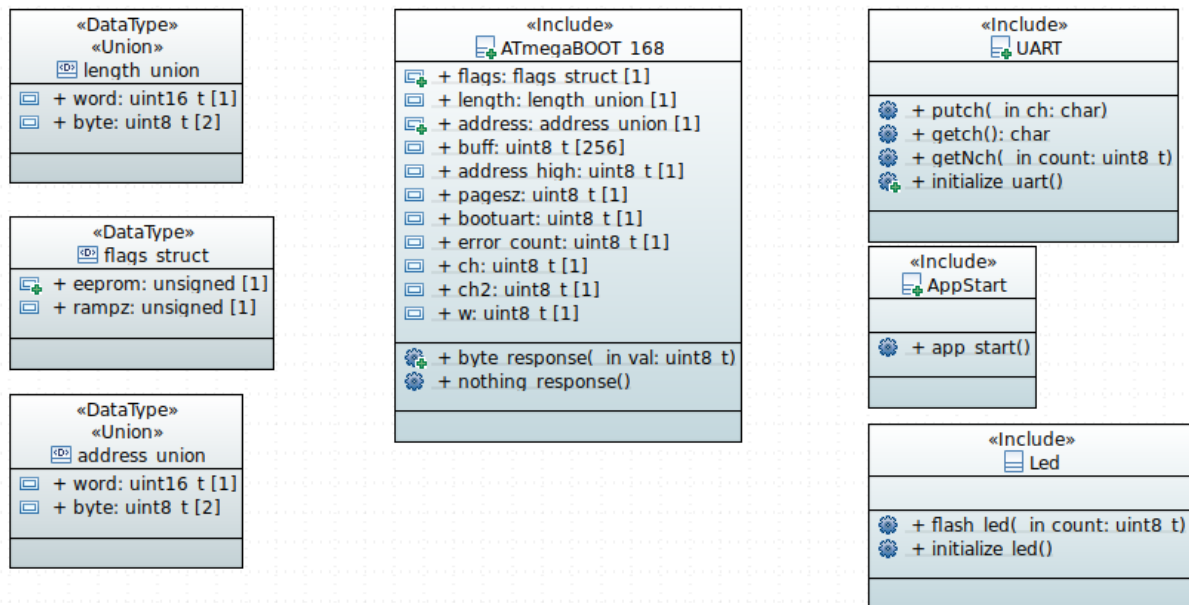 «DataType»
«Union»
length_union
+ word: uint16_t [1]
+ byte: uint8_t [2]
«DataType»
flags_struct
+ eeprom: unsigned [1]
+ rampz: unsigned [1]
«DataType»
«Union»
address_union
+ word: uint16_t [1]
+ byte: uint8_t [2]
«Include»
ATmegaBOOT_168
+ flags: flags_struct [1]
+ length: length_union [1]
+ address: address_union [1]
+ buff: uint8_t [256]
+ address_high: uint8_t [1]
+ pagesz: uint8_t [1]
+ bootuart: uint8_t [1]
+ error_count: uint8_t [1]
+ ch: uint8_t [1]
+ ch2: uint8_t [1]
+ w: uint8_t [1]
+ byte_response( in val: uint8_t)
+ nothing_response()
«Include»
UART
+ putch( in ch: char)
+ getch(): char
+ getNch( in count: uint8_t)
+ initialize_uart()
«Include»
AppStart
+ app_start()
«Include»
Led
+ flash_led( in count: uint8_t)
+ initialize_led()